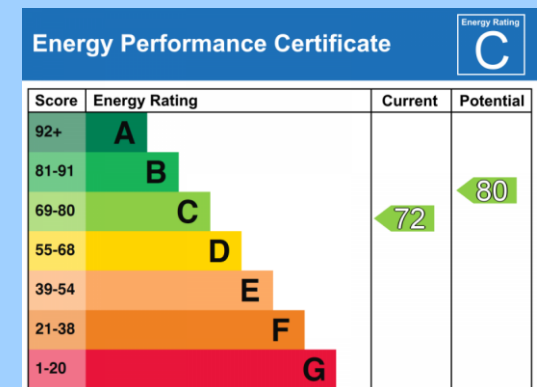 Energy Performance Certificate
Energy Rating
C
Score Energy Rating Current Potential
92+ A
81-91 B
80
69-80 C
72
55-68 D
39-54 E
21-38 F
1-20 G